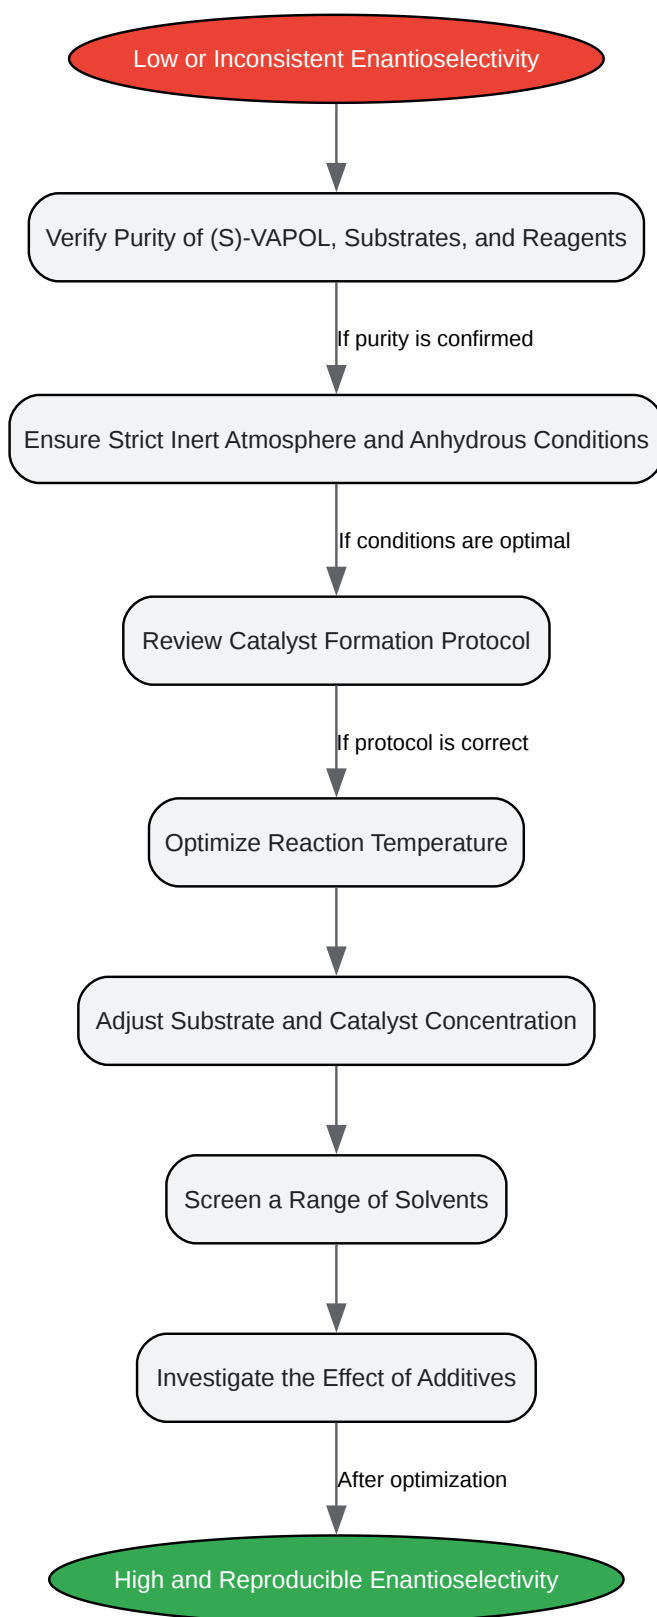 Low or Inconsistent Enantioselectivity
Verify Purity of (S)-VAPOL, Substrates, and Reagents
If purity is confirmed
Ensure Strict Inert Atmosphere and Anhydrous Conditions
If conditions are optimal
Review Catalyst Formation Protocol
If protocol is correct
Optimize Reaction Temperature
Adjust Substrate and Catalyst Concentration
Screen a Range of Solvents
Investigate the Effect of Additives
After optimization
High and Reproducible Enantioselectivity